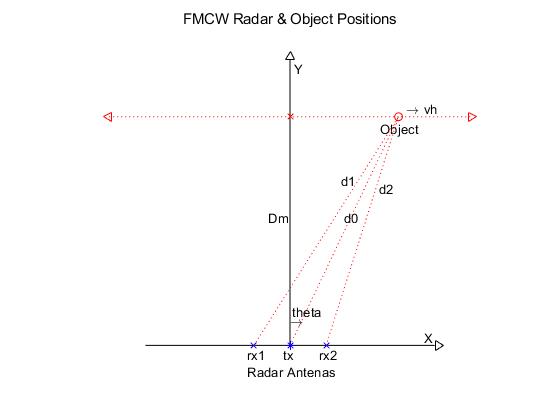 FMCW Radar & Object Positions
Y
→ vh
Object
d1
d2
d0
Dm
theta
→
X
rx1 tx rx2
Radar Antenas